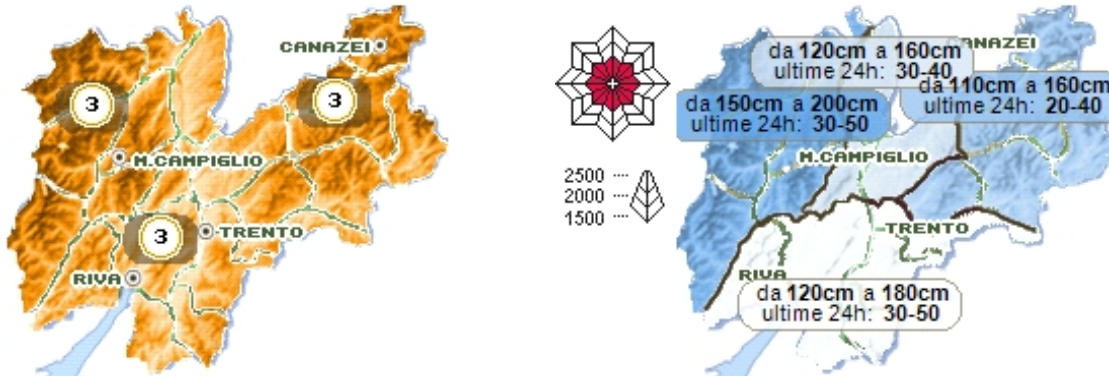 CANAZEI
3
3
M.CAMPIGLIO
3
TRENTO
RIVA
2500
2000
1500
da 120cm a 160cm
ultime 24h: 30-40
CANAZEI
da 110cm a 160cm
ultime 24h: 20-40
da 150cm a 200cm
ultime 24h: 30-50
M.CAMPIGLIO
TRENTO
RIVA
da 120cm a 180cm
ultime 24h: 30-50